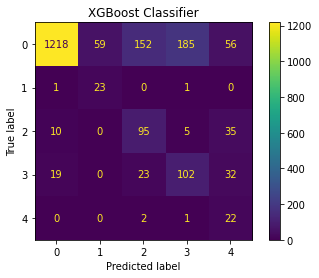 XGBoost Classifier
True label
0 1218 59 152 185 56
1 1 23 0 1 0
2 10 0 95 5 35
3 19 0 23 102 32
4 0 0 2 1 22
0 1 2 3 4
Predicted label
1200
1000
800
600
400
200
0